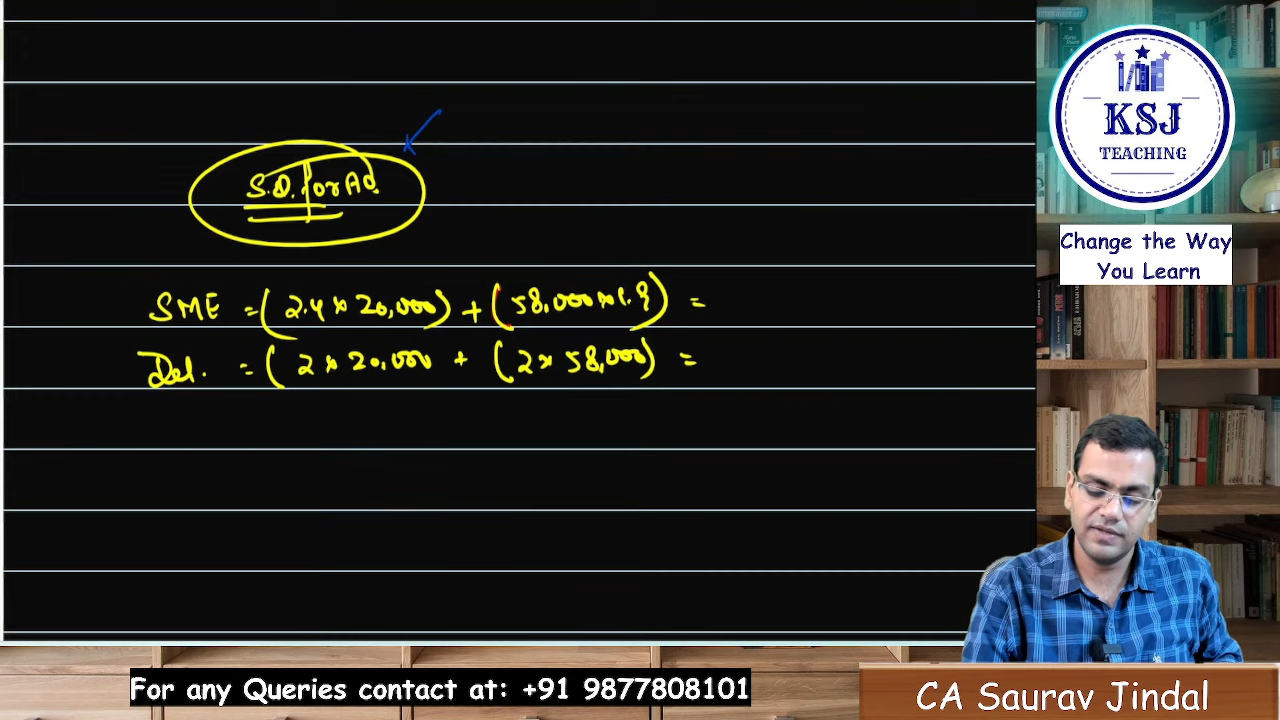 S.D. for Ad.
SME = (2.4 × 20,000) + (58,000 × 1.9) =
Del. = (2 × 20,000 + (2 × 58,000) =
KSJ
TEACHING
Change the Way
You Learn
For any Queries contact at: +91 9877808101
CA Saurav Jindal